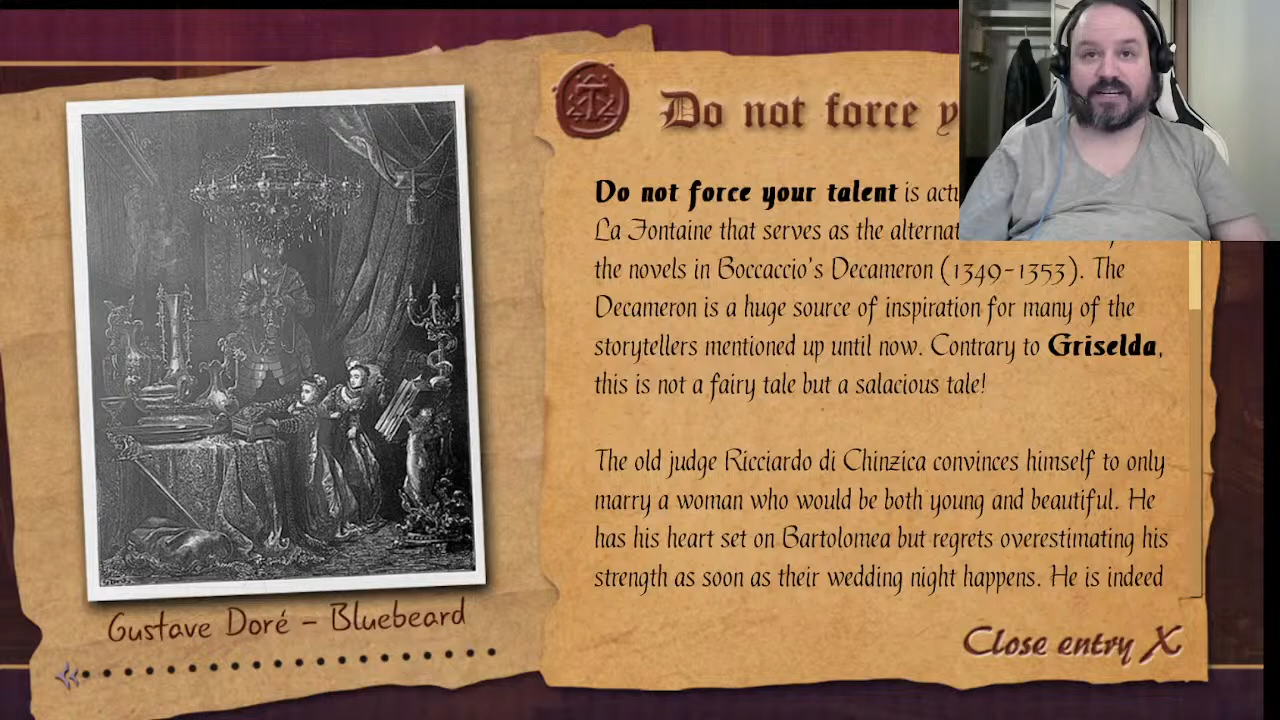 Do not force y
Do not force your talent is actu
La Fontaine that serves as the alternat
the novels in Boccaccio's Decameron (1349-1353). The
Decameron is a huge source of inspiration for many of the
storytellers mentioned up until now. Contrary to Griselda,
this is not a fairy tale but a salacious tale!
The old judge Ricciardo di Chinzica convinces himself to only
marry a woman who would be both young and beautiful. He
has his heart set on Bartolomea but regrets overestimating his
strength as soon as their wedding night happens. He is indeed
Gustave Doré - Bluebeard
Close entry X